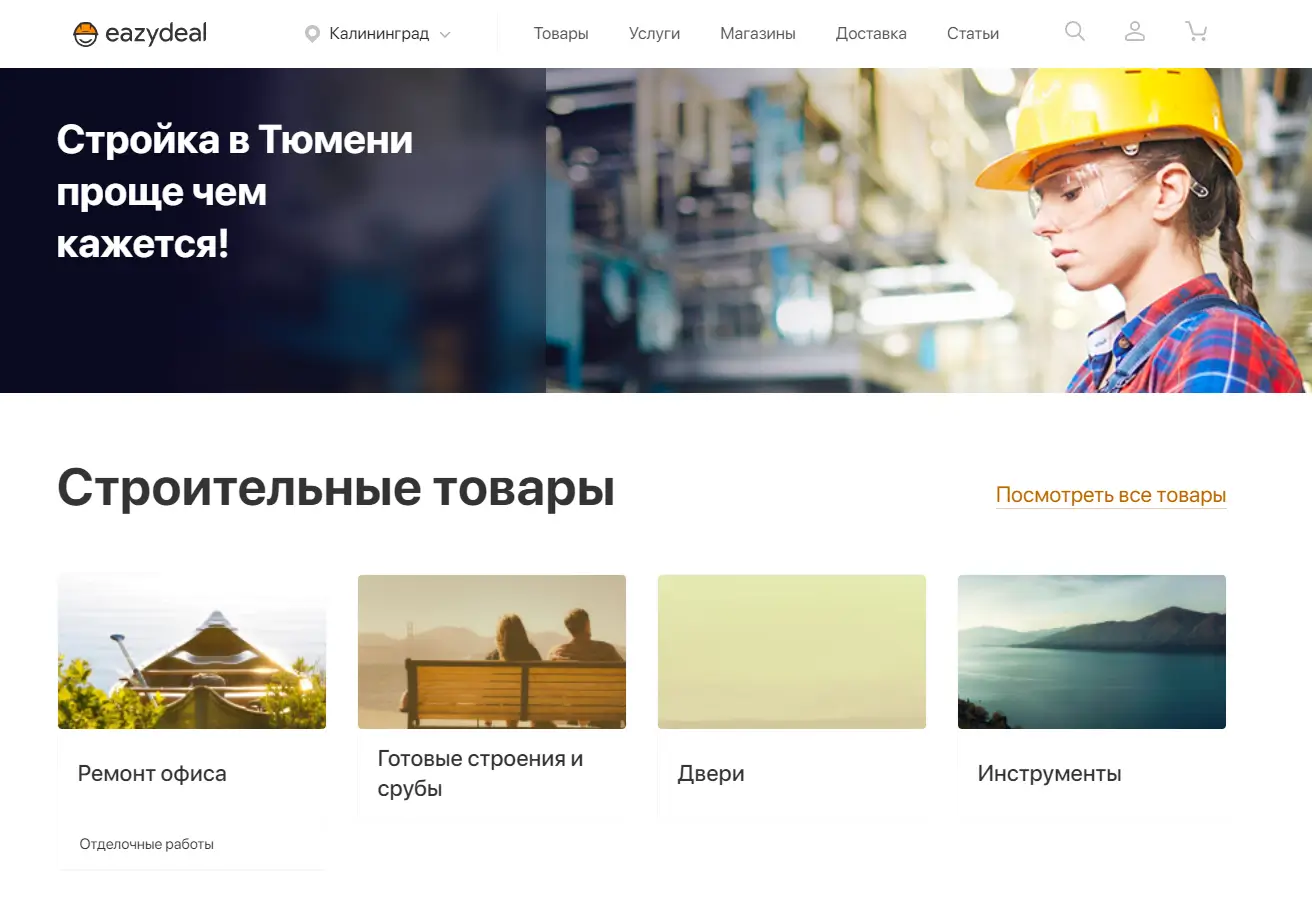 eazydeal
Калининград
Товары
Услуги
Магазины
Доставка
Статьи
Стройка в Тюмени
проще чем
кажется!
Строительные товары
Посмотреть все товары
Ремонт офиса
Отделочные работы
Готовые строения и
срубы
Двери
Инструменты